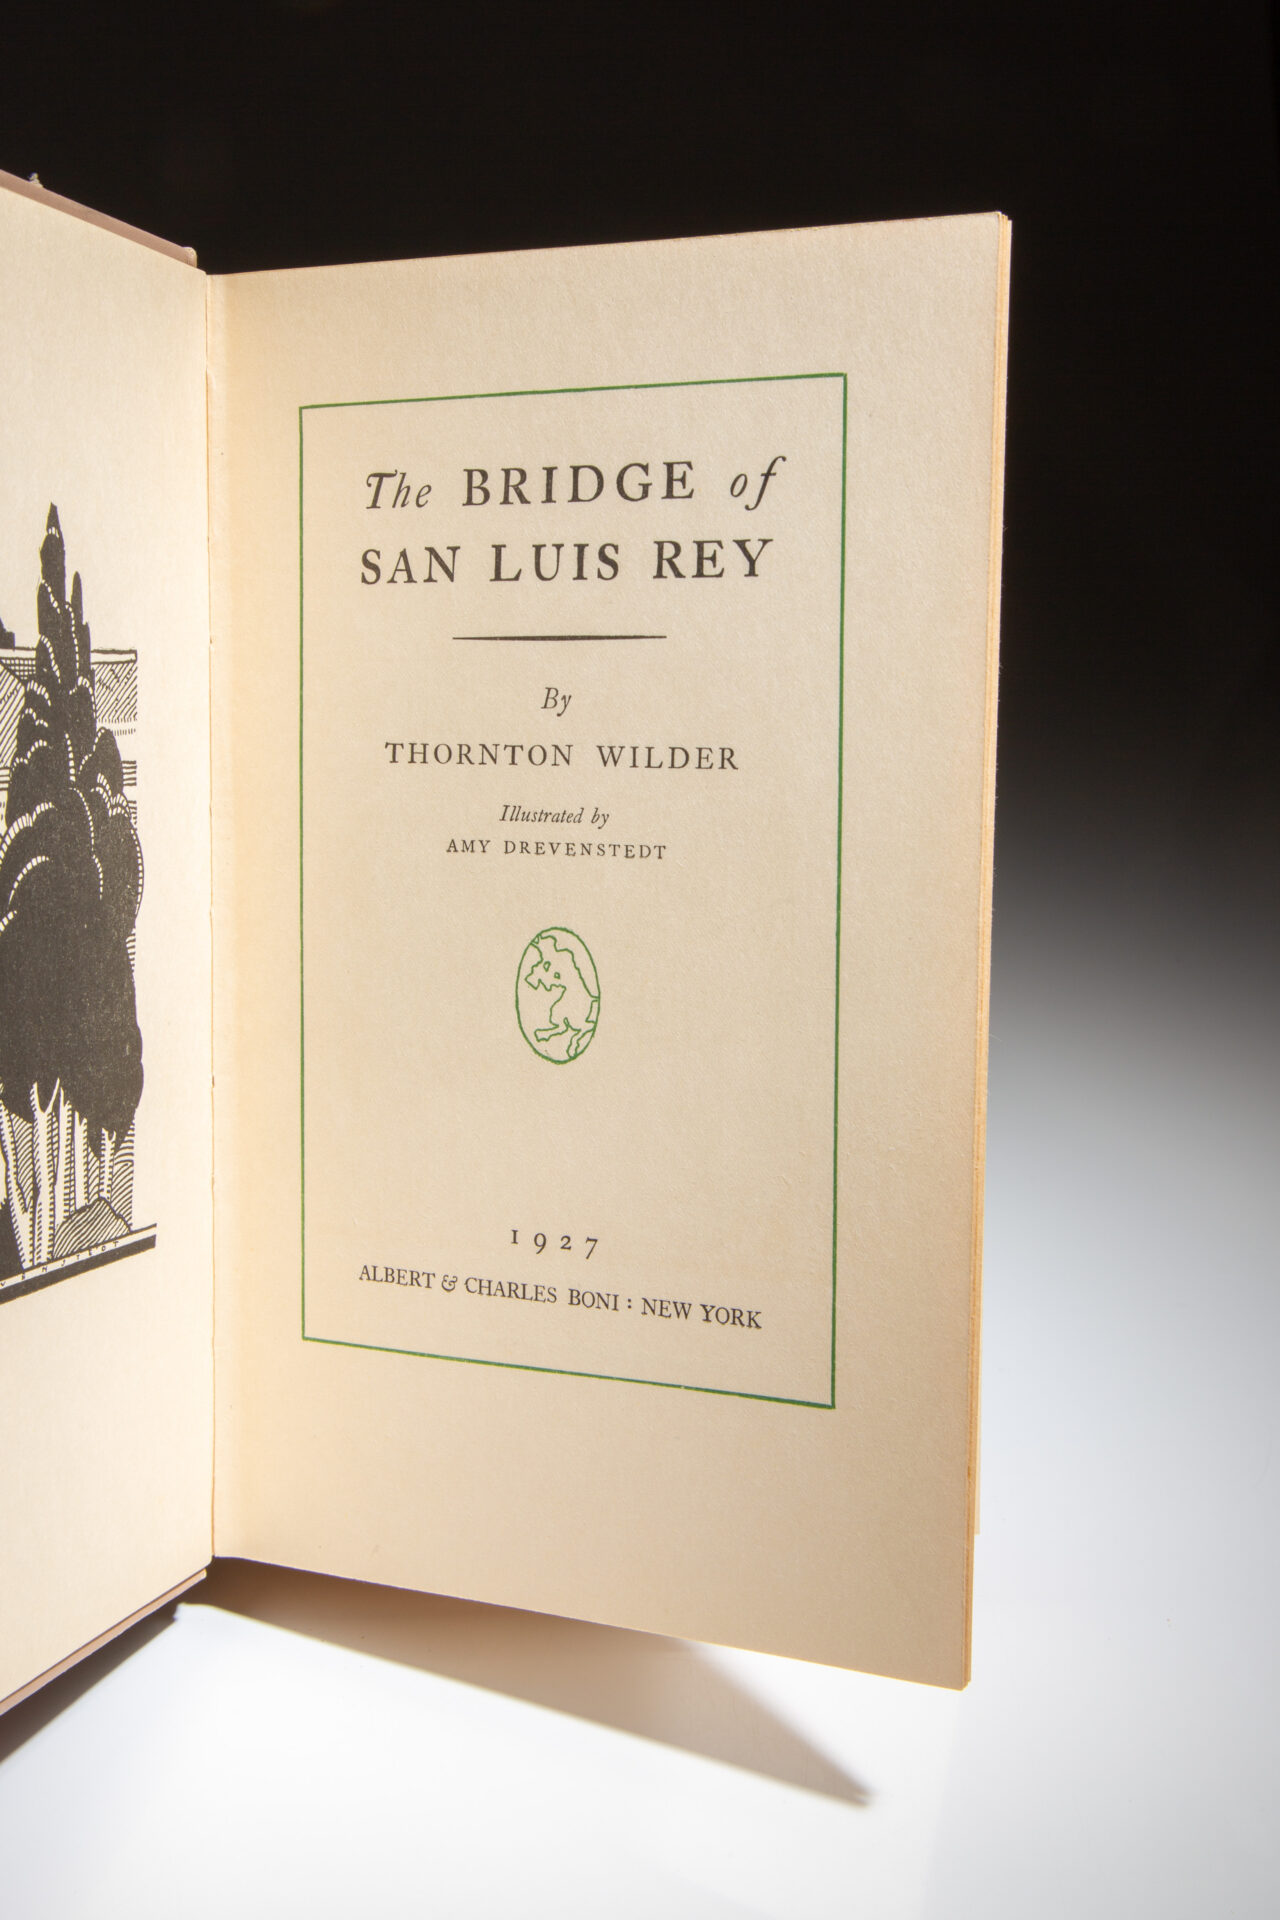 The BRIDGE of
SAN LUIS REY
By
THORNTON WILDER
Illustrated by
AMY DREVENSTEDT
1927
ALBERT & CHARLES BONI : NEW YORK